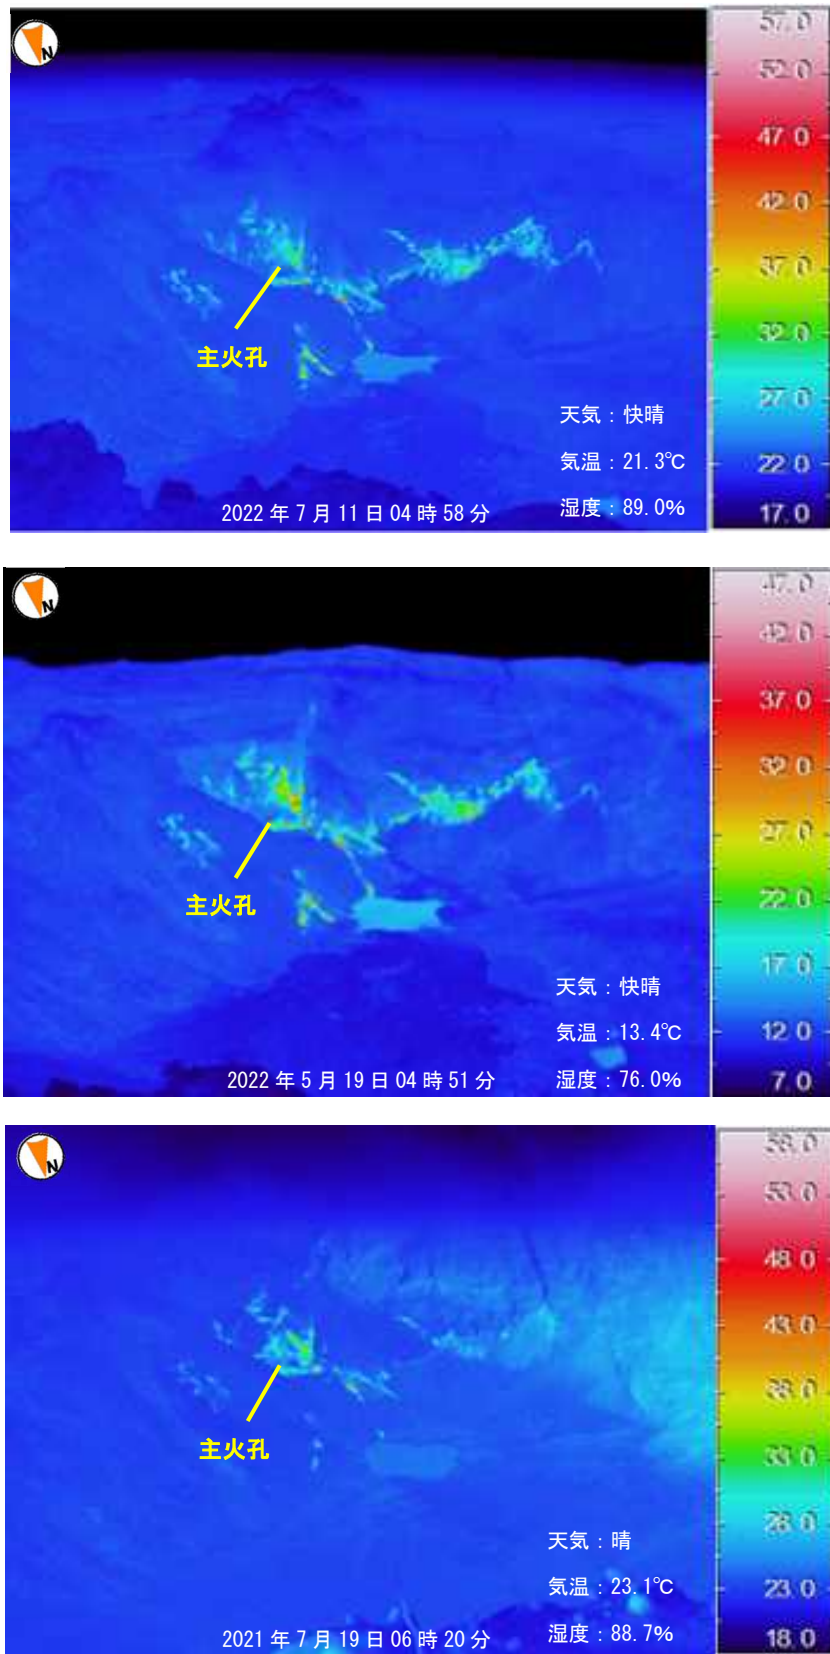 N
57.0
52.0
47.0
42.0
37.0
32.0
27.0
22.0
17.0
主火孔
天気：快晴
気温：21.3℃
湿度：89.0%
2022年7月11日04時58分
N
47.0
42.0
37.0
32.0
27.0
22.0
17.0
12.0
7.0
主火孔
天気：快晴
気温：13.4℃
湿度：76.0%
2022年5月19日04時51分
N
58.0
53.0
48.0
43.0
38.0
33.0
28.0
23.0
18.0
主火孔
天気：晴
気温：23.1℃
湿度：88.7%
2021年7月19日06時20分